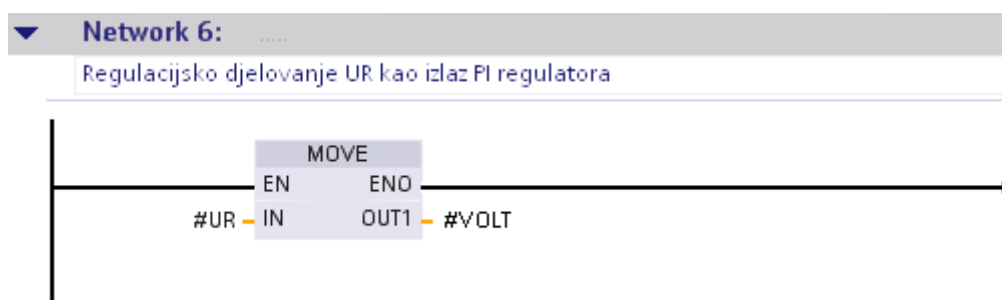 Network 6: .....
Regulacijsko djelovanje UR kao izlaz PI regulatora
MOVE
EN ENO
#UR IN OUT1 #VOLT